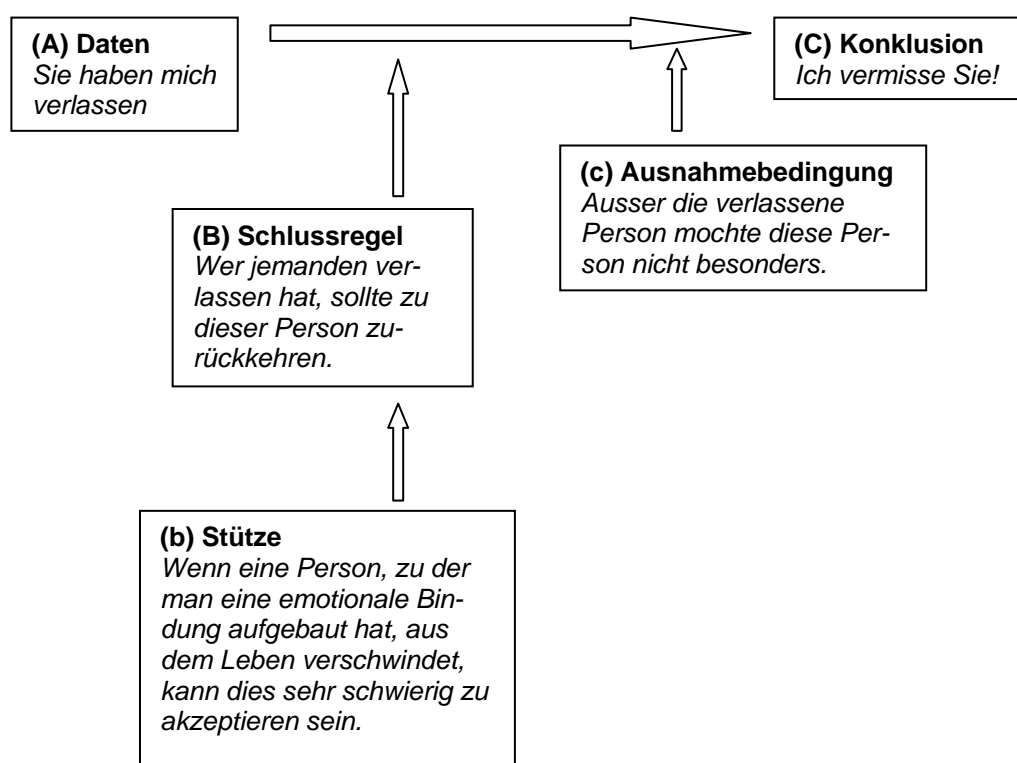 (A) Daten
Sie haben mich
verlassen
(C) Konklusion
Ich vermisse Sie!
(c) Ausnahmebedingung
Ausser die verlassene
Person mochte diese Per-
son nicht besonders.
(B) Schlussregel
Wer jemanden ver-
lassen hat, sollte zu
dieser Person zu-
rückkehren.
(b) Stütze
Wenn eine Person, zu der
man eine emotionale Bin-
dung aufgebaut hat, aus
dem Leben verschwindet,
kann dies sehr schwierig zu
akzeptieren sein.